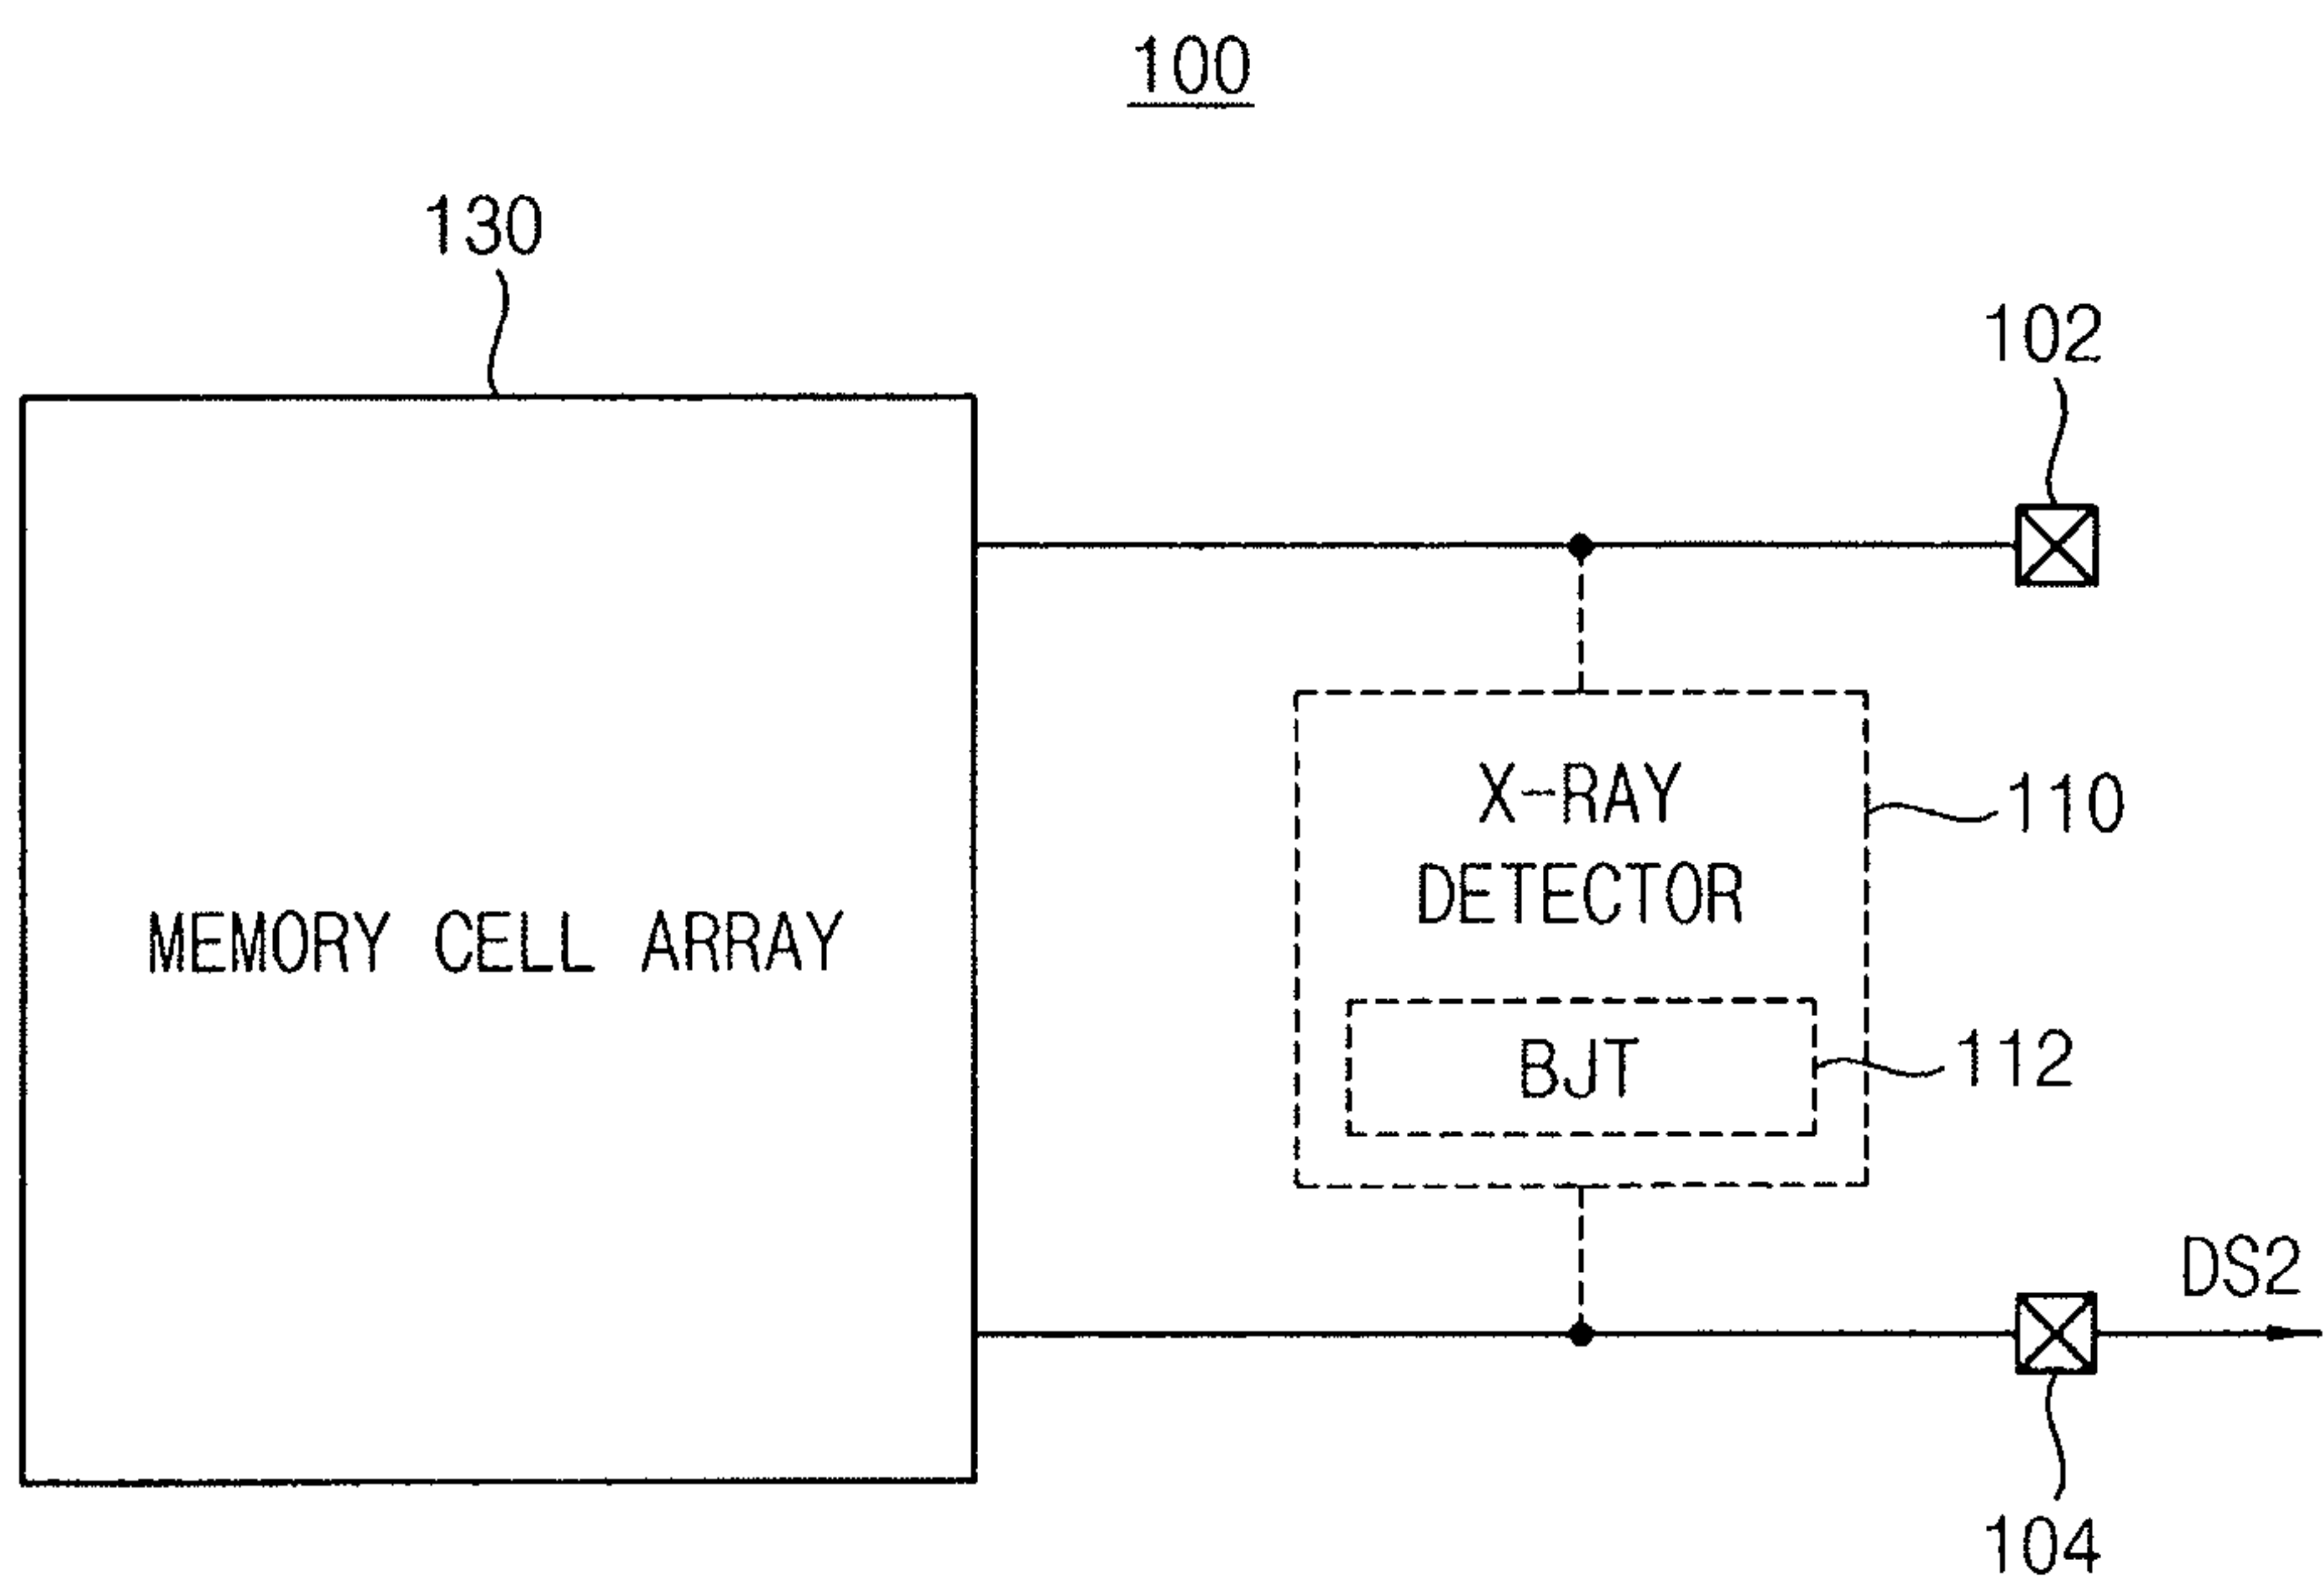 100
130
102
X-RAY
DETECTOR
110
MEMORY CELL ARRAY
BJT
112
DS2
104